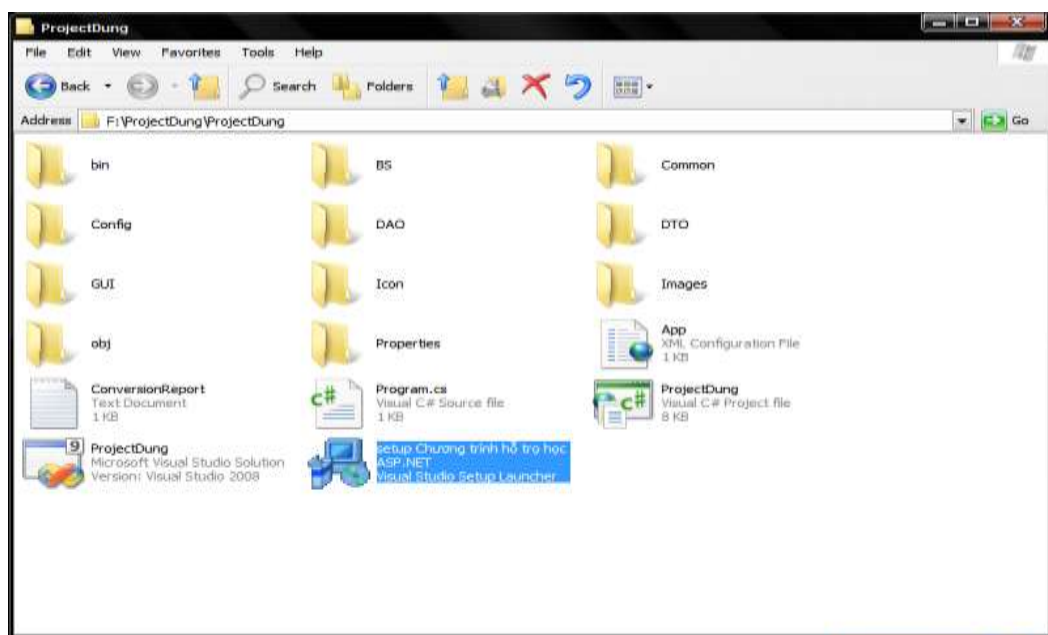 ProjectDung
File Edit View Favorites Tools Help
Back Search Folders
Address F:\ProjectDung\ProjectDung Go
bin BS Common
Config DAO DTO
GUI Icon Images
obj Properties App
XML Configuration File
1 KB
ConversionReport
Text Document
1 KB
Program.cs
Visual C# Source file
1 KB
ProjectDung
Visual C# Project file
8 KB
ProjectDung
Microsoft Visual Studio Solution
Version: Visual Studio 2008
setup Chương trình hỗ trợ học
ASP.NET
Visual Studio Setup Launcher